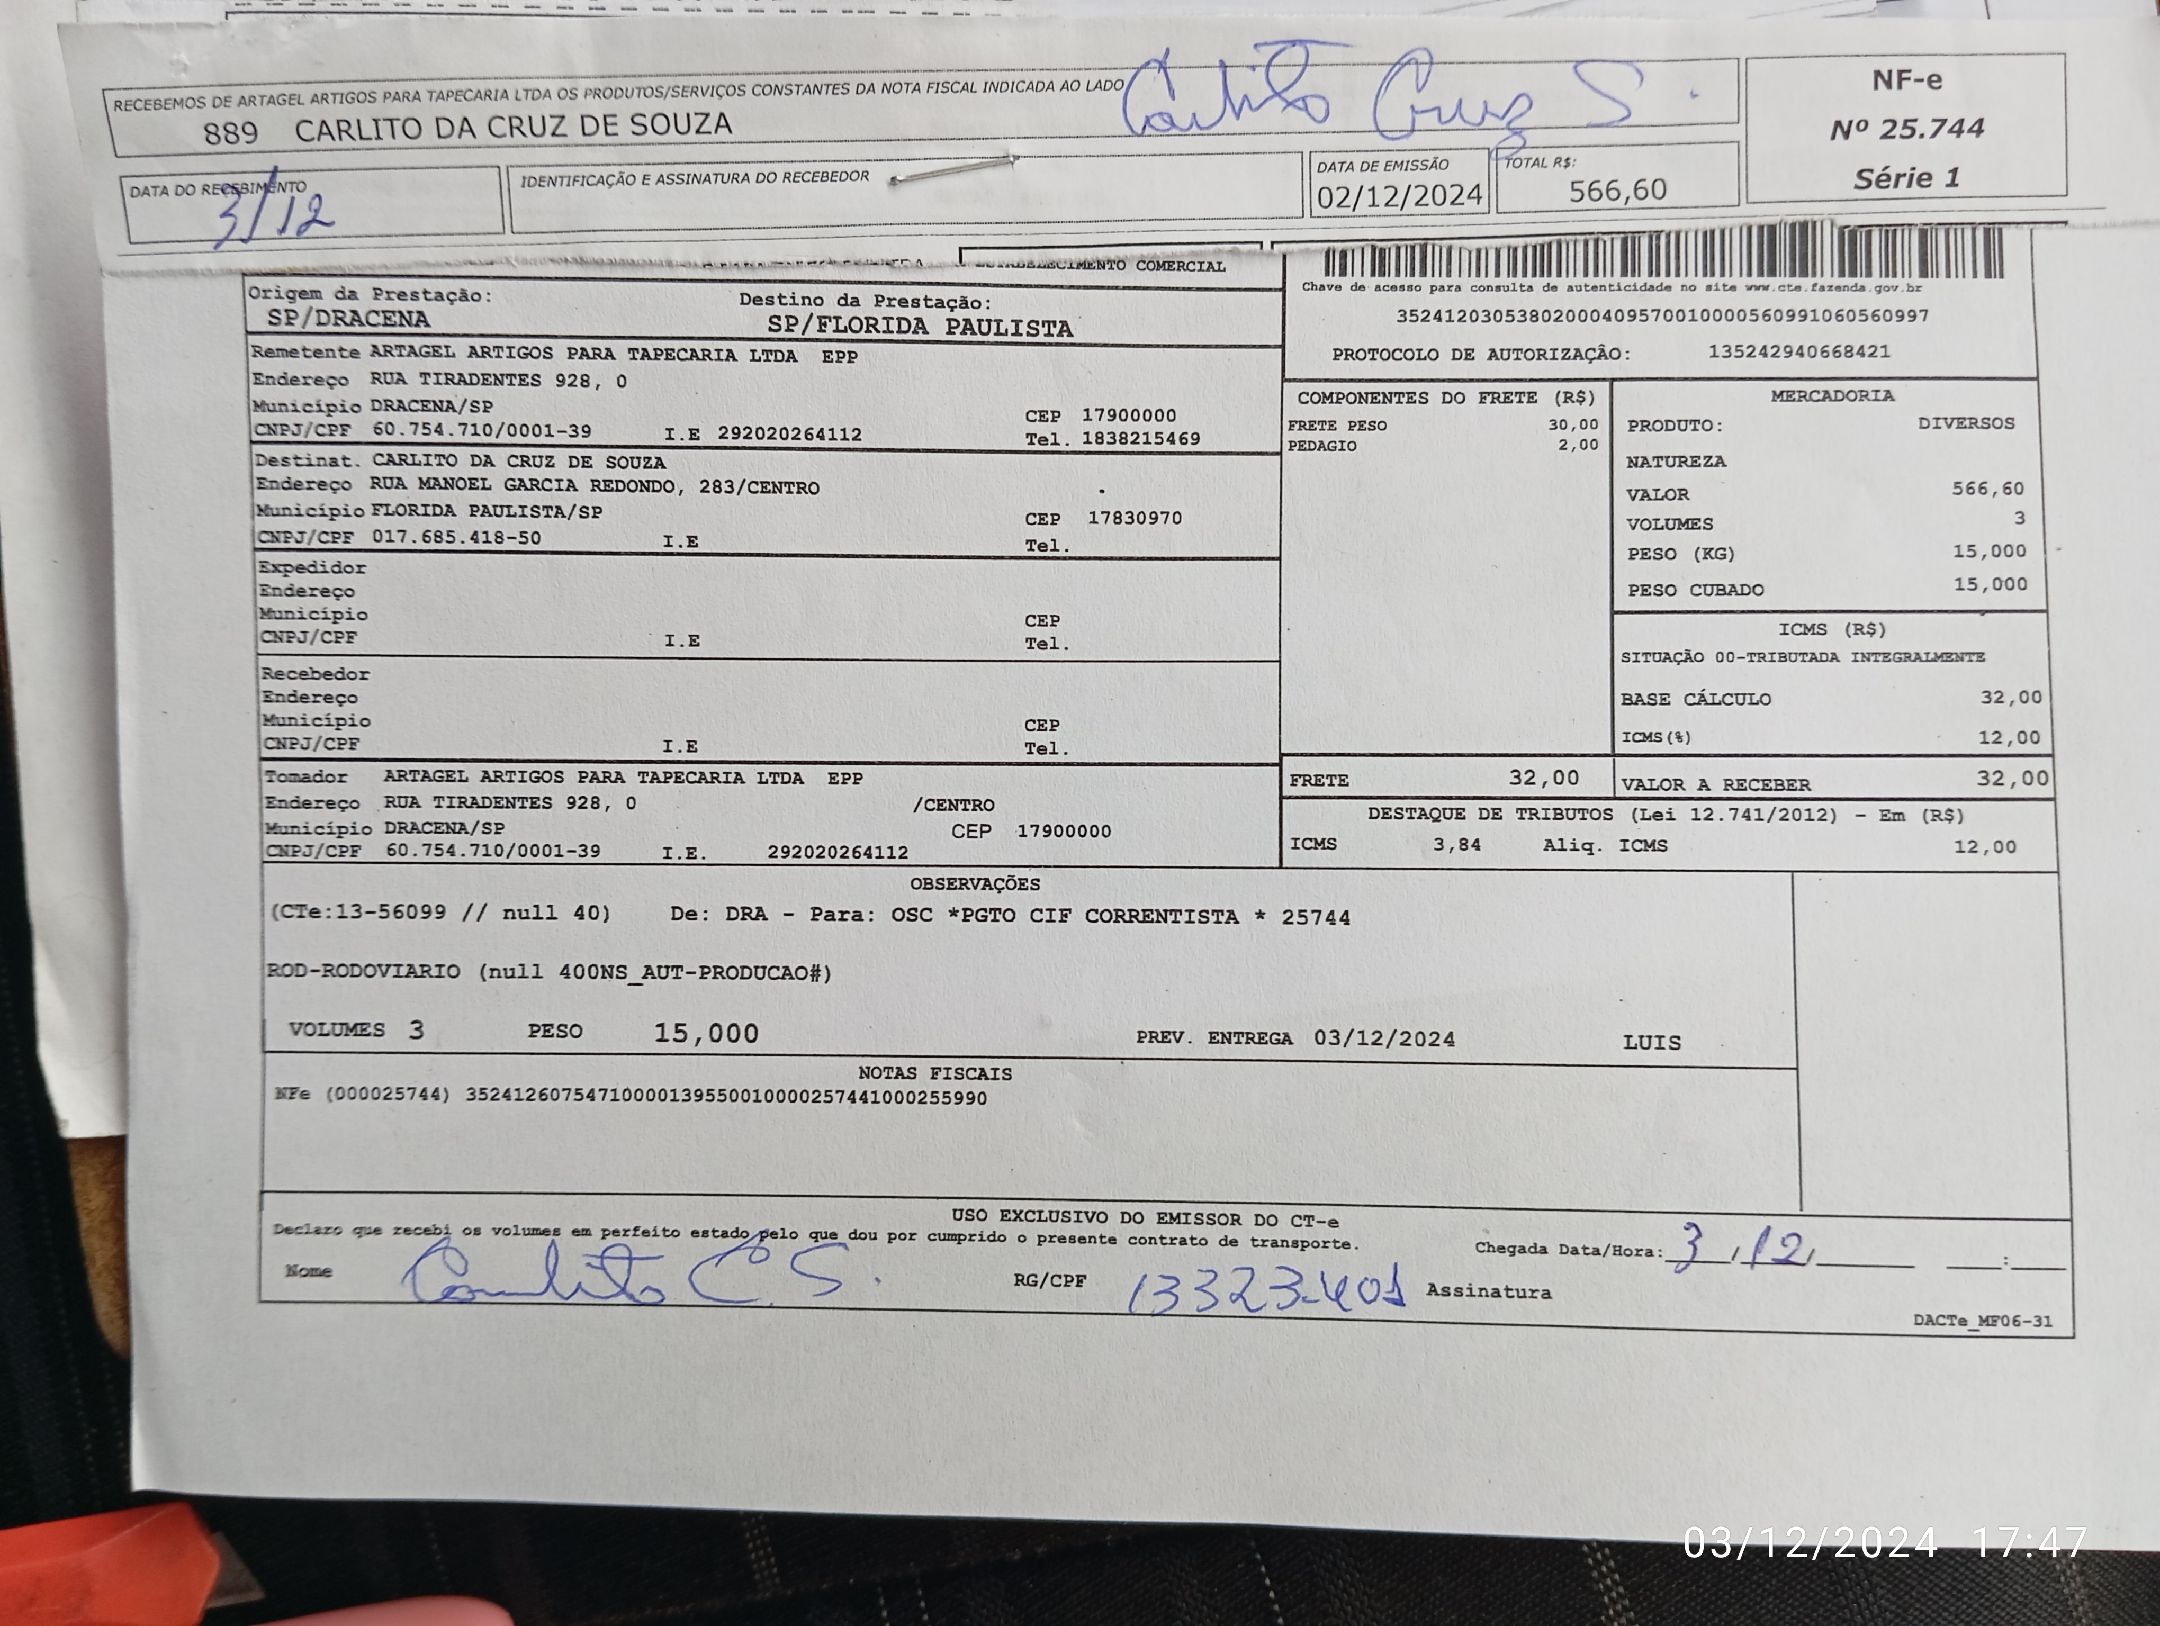 RECEBEMOS DE ARTAGEL ARTIGOS PARA TAPECARIA LTDA OS PRODUTOS/SERVIÇOS CONSTANTES DA NOTA FISCAL INDICADA AO LADO
Carlito Cruz S.
889 CARLITO DA CRUZ DE SOUZA
NF-e
Nº 25.744
Série 1
DATA DO RECEBIMENTO
3/12
IDENTIFICAÇÃO E ASSINATURA DO RECEBEDOR
DATA DE EMISSÃO
02/12/2024
TOTAL R$:
566,60
COMERCIAL
Chave de acesso para consulta de autenticidade no site www.cte.fazenda.gov.br
35241203053802000409570010000560991060560997
PROTOCOLO DE AUTORIZAÇÃO: 135242940668421
Origem da Prestação: Destino da Prestação:
SP/DRACENA SP/FLORIDA PAULISTA
Remetente ARTAGEL ARTIGOS PARA TAPECARIA LTDA EPP
Endereço RUA TIRADENTES 928, 0
Município DRACENA/SP CEP 17900000
CNPJ/CPF 60.754.710/0001-39 I.E 292020264112 Tel. 1838215469
Destinat. CARLITO DA CRUZ DE SOUZA
Endereço RUA MANOEL GARCIA REDONDO, 283/CENTRO
Município FLORIDA PAULISTA/SP CEP 17830970
CNPJ/CPF 017.685.418-50 I.E Tel.
Expedidor
Endereço
Município CEP
CNPJ/CPF I.E Tel.
Recebedor
Endereço
Município CEP
CNPJ/CPF I.E Tel.
Tomador ARTAGEL ARTIGOS PARA TAPECARIA LTDA EPP
Endereço RUA TIRADENTES 928, 0 /CENTRO
Município DRACENA/SP CEP 17900000
CNPJ/CPF 60.754.710/0001-39 I.E. 292020264112
COMPONENTES DO FRETE (R$)
FRETE PESO 30,00
PEDAGIO 2,00
MERCADORIA
PRODUTO: DIVERSOS
NATUREZA
VALOR 566,60
VOLUMES 3
PESO (KG) 15,000
PESO CUBADO 15,000
ICMS (R$)
SITUAÇÃO 00-TRIBUTADA INTEGRALMENTE
BASE CÁLCULO 32,00
ICMS(%) 12,00
FRETE 32,00 VALOR A RECEBER 32,00
DESTAQUE DE TRIBUTOS (Lei 12.741/2012) - Em (R$)
ICMS 3,84 Aliq. ICMS 12,00
OBSERVAÇÕES
(CTe:13-56099 // null 40) De: DRA - Para: OSC *PGTO CIF CORRENTISTA * 25744
ROD-RODOVIARIO (null 400NS_AUT-PRODUCAO#)
VOLUMES 3 PESO 15,000 PREV. ENTREGA 03/12/2024 LUIS
NOTAS FISCAIS
NFe (000025744) 35241260754710000139550010000257441000255990
USO EXCLUSIVO DO EMISSOR DO CT-e
Declaro que recebi os volumes em perfeito estado pelo que dou por cumprido o presente contrato de transporte.
Chegada Data/Hora: 3/12/ :
Nome Carlito C. S. RG/CPF 13323.401 Assinatura
DACTe_MF06-31
03/12/2024 17:47